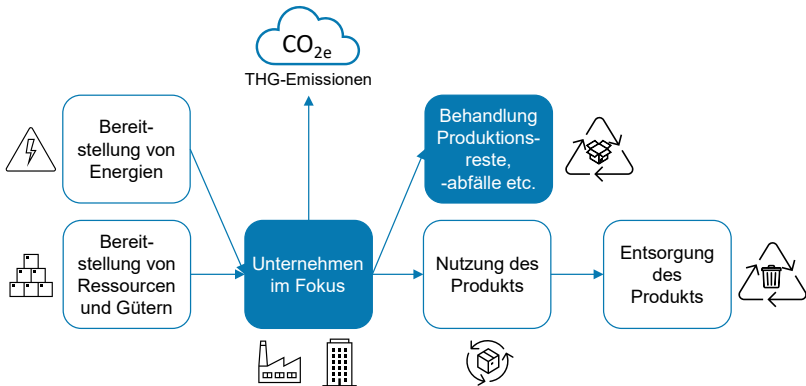 CO2e
THG-Emissionen
Bereit-
stellung von
Energien
Behandlung
Produktions-
reste,
-abfälle etc.
Bereit-
stellung von
Ressourcen
und Gütern
Unternehmen
im Fokus
Nutzung des
Produkts
Entsorgung
des
Produkts